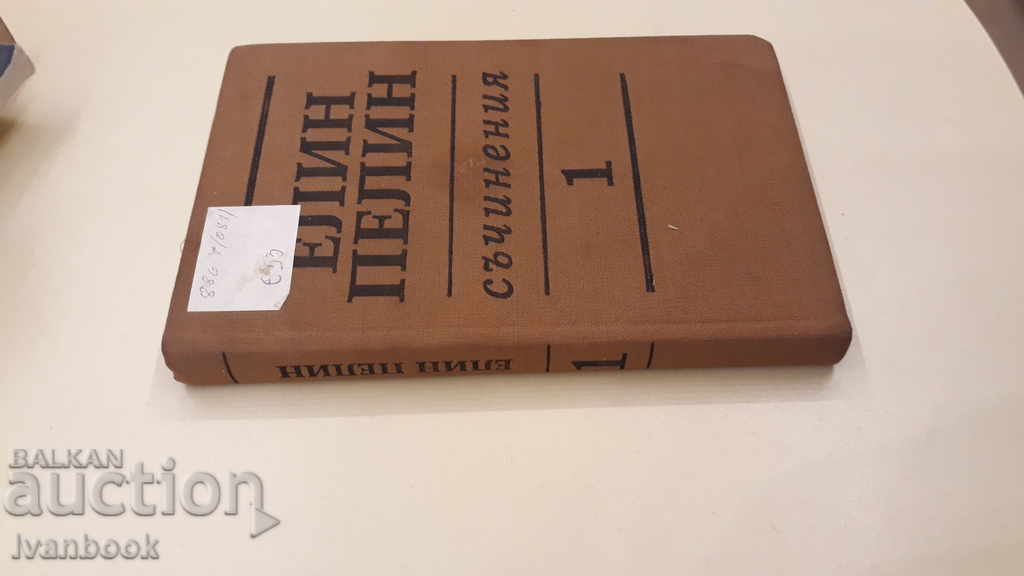 ЕЛИН
ПЕЛИН
съчинения
1
ЕЛИН ПЕЛИН
1
BALKAN
auction
Ivanbook